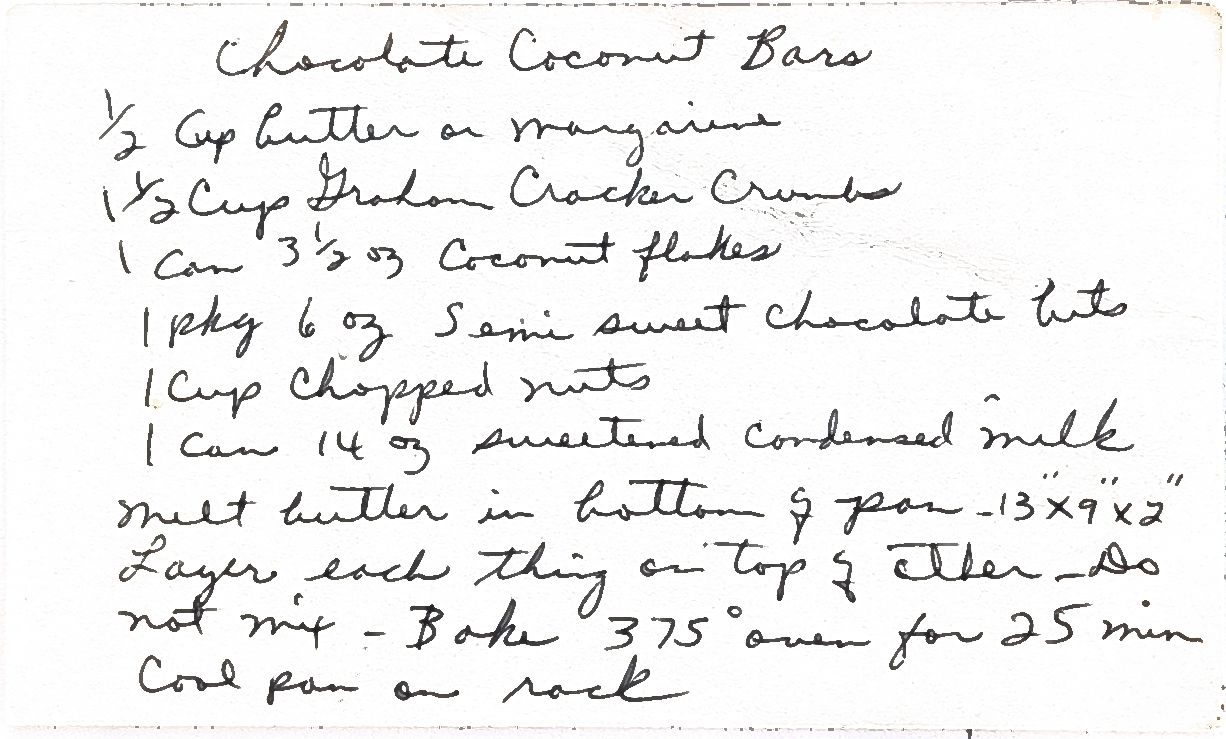 Chocolate Coconut Bars
1/2 Cup butter or margarine
1 1/2 Cup Graham Cracker Crumbs
1 Can 3 1/2 oz Coconut flakes
1 pkg 6 oz Semi sweet chocolate bits
1 Cup Chopped nuts
1 Can 14 oz sweetened condensed milk
Melt butter in bottom of pan - 13"x9"x2"
Layer each thing on top of other - Do
not mix - Bake 375° oven for 25 min
Cool pan on rack